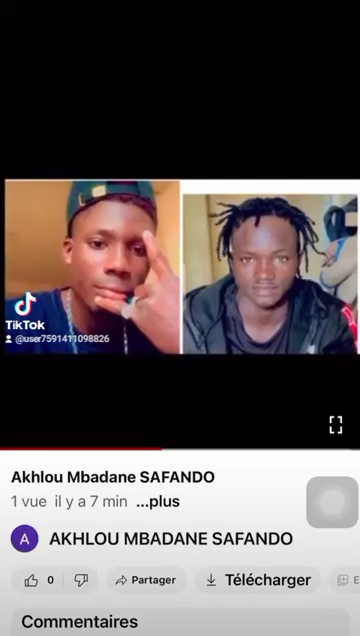 TikTok
@user7591411098826
Akhlou Mbadane SAFANDO
1 vue il y a 7 min ...plus
A AKHLOU MBADANE SAFANDO
0 Partager Télécharger E
Commentaires